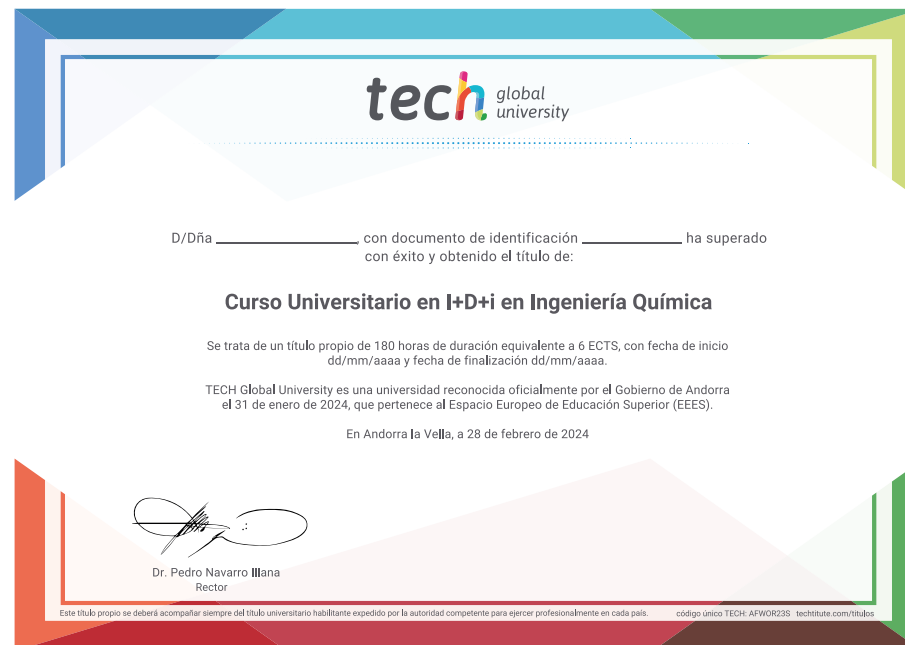 tech global
university
D/Dña ____________________, con documento de identificación ______________ ha superado
con éxito y obtenido el título de:
Curso Universitario en I+D+i en Ingeniería Química
Se trata de un título propio de 180 horas de duración equivalente a 6 ECTS, con fecha de inicio
dd/mm/aaaa y fecha de finalización dd/mm/aaaa.
TECH Global University es una universidad reconocida oficialmente por el Gobierno de Andorra
el 31 de enero de 2024, que pertenece al Espacio Europeo de Educación Superior (EEES).
En Andorra la Vella, a 28 de febrero de 2024
Dr. Pedro Navarro Illana
Rector
Este título propio se deberá acompañar siempre del título universitario habilitante expedido por la autoridad competente para ejercer profesionalmente en cada país. código único TECH: AFWOR23S techtitute.com/titulos